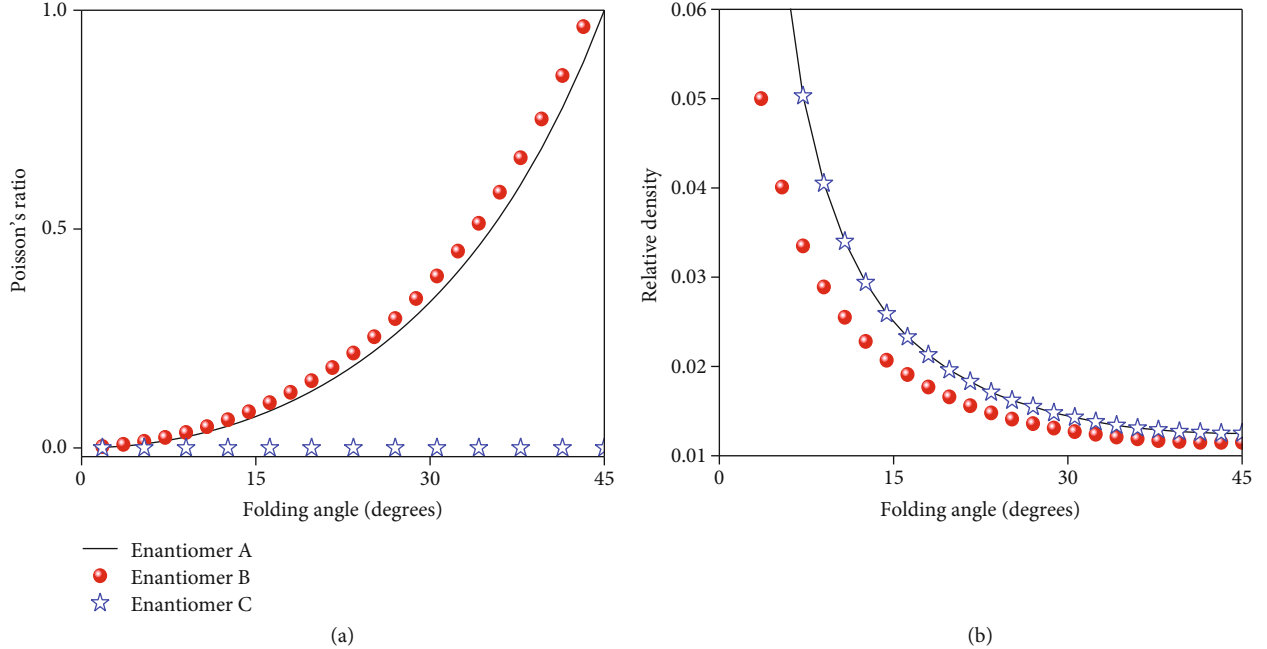 1.0
0.5
0.0
Poisson's ratio
0
15
30
45
Folding angle (degrees)
Enantiomer A
Enantiomer B
Enantiomer C
(a)
0.06
0.05
0.04
0.03
0.02
0.01
Relative density
0
15
30
45
Folding angle (degrees)
(b)